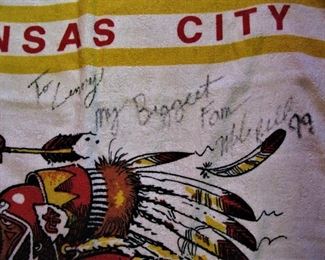 NSAS CITY
To Lenny
My Biggest Fan
99